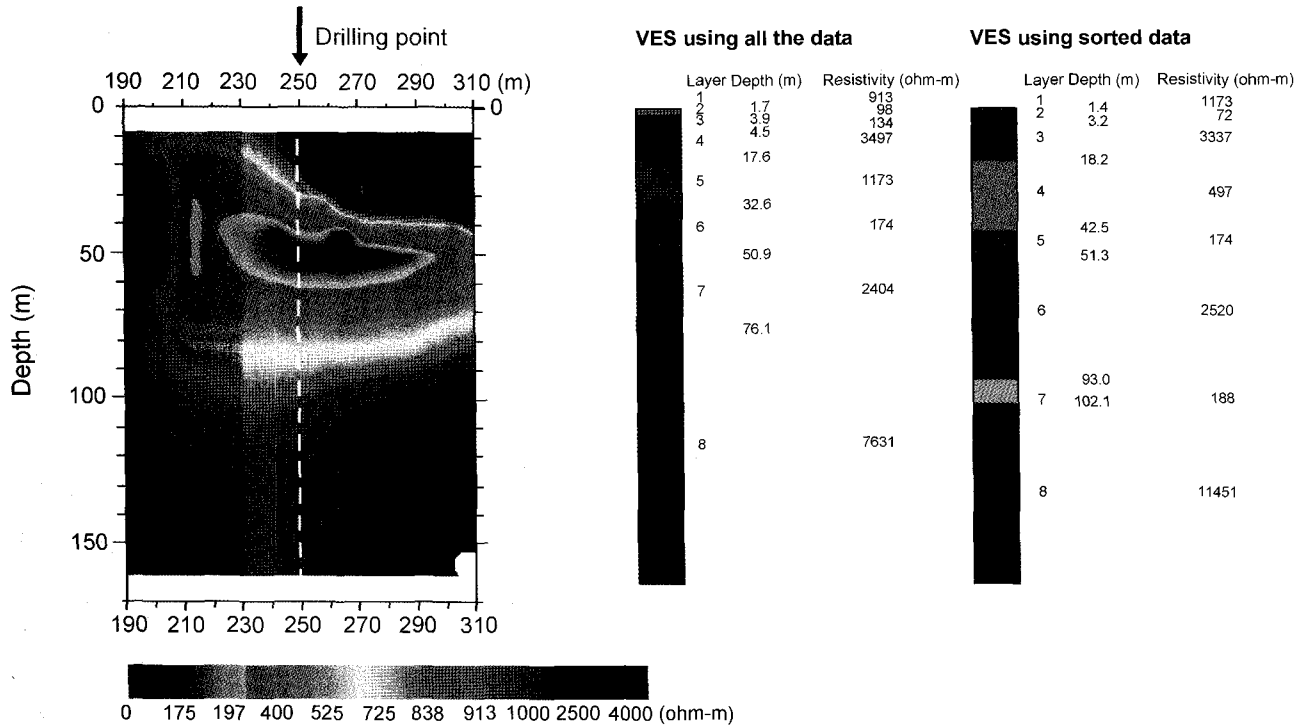 Drilling point
190 210 230 250 270 290 310 (m)
0 0
50
100
150
Depth (m)
190 210 230 250 270 290 310
0 175 197 400 525 725 838 913 1000 2500 4000 (ohm-m)
VES using all the data
Layer Depth (m) Resistivity (ohm-m)
1 913
2 1.7 98
3 3.9 134
4 4.5 3497
17.6
5 1173
32.6
6 174
50.9
7 2404
76.1
8 7631
VES using sorted data
Layer Depth (m) Resistivity (ohm-m)
1 1173
2 1.4 72
3 3.2 3337
18.2
4 497
42.5
5 174
51.3
6 2520
93.0
7 102.1 188
8 11451